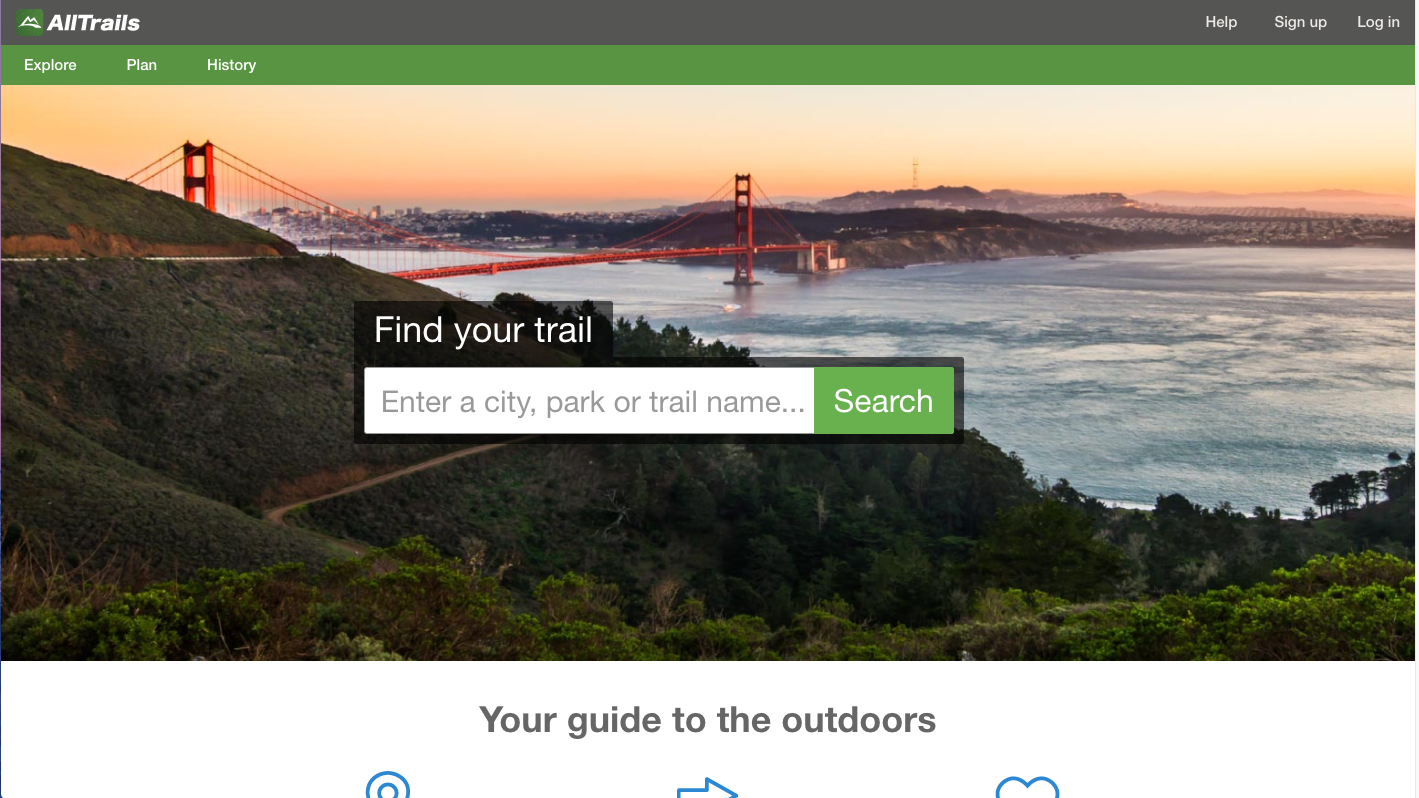 AllTrails
Help Sign up Log in
Explore Plan History
Find your trail
Enter a city, park or trail name... Search
Your guide to the outdoors